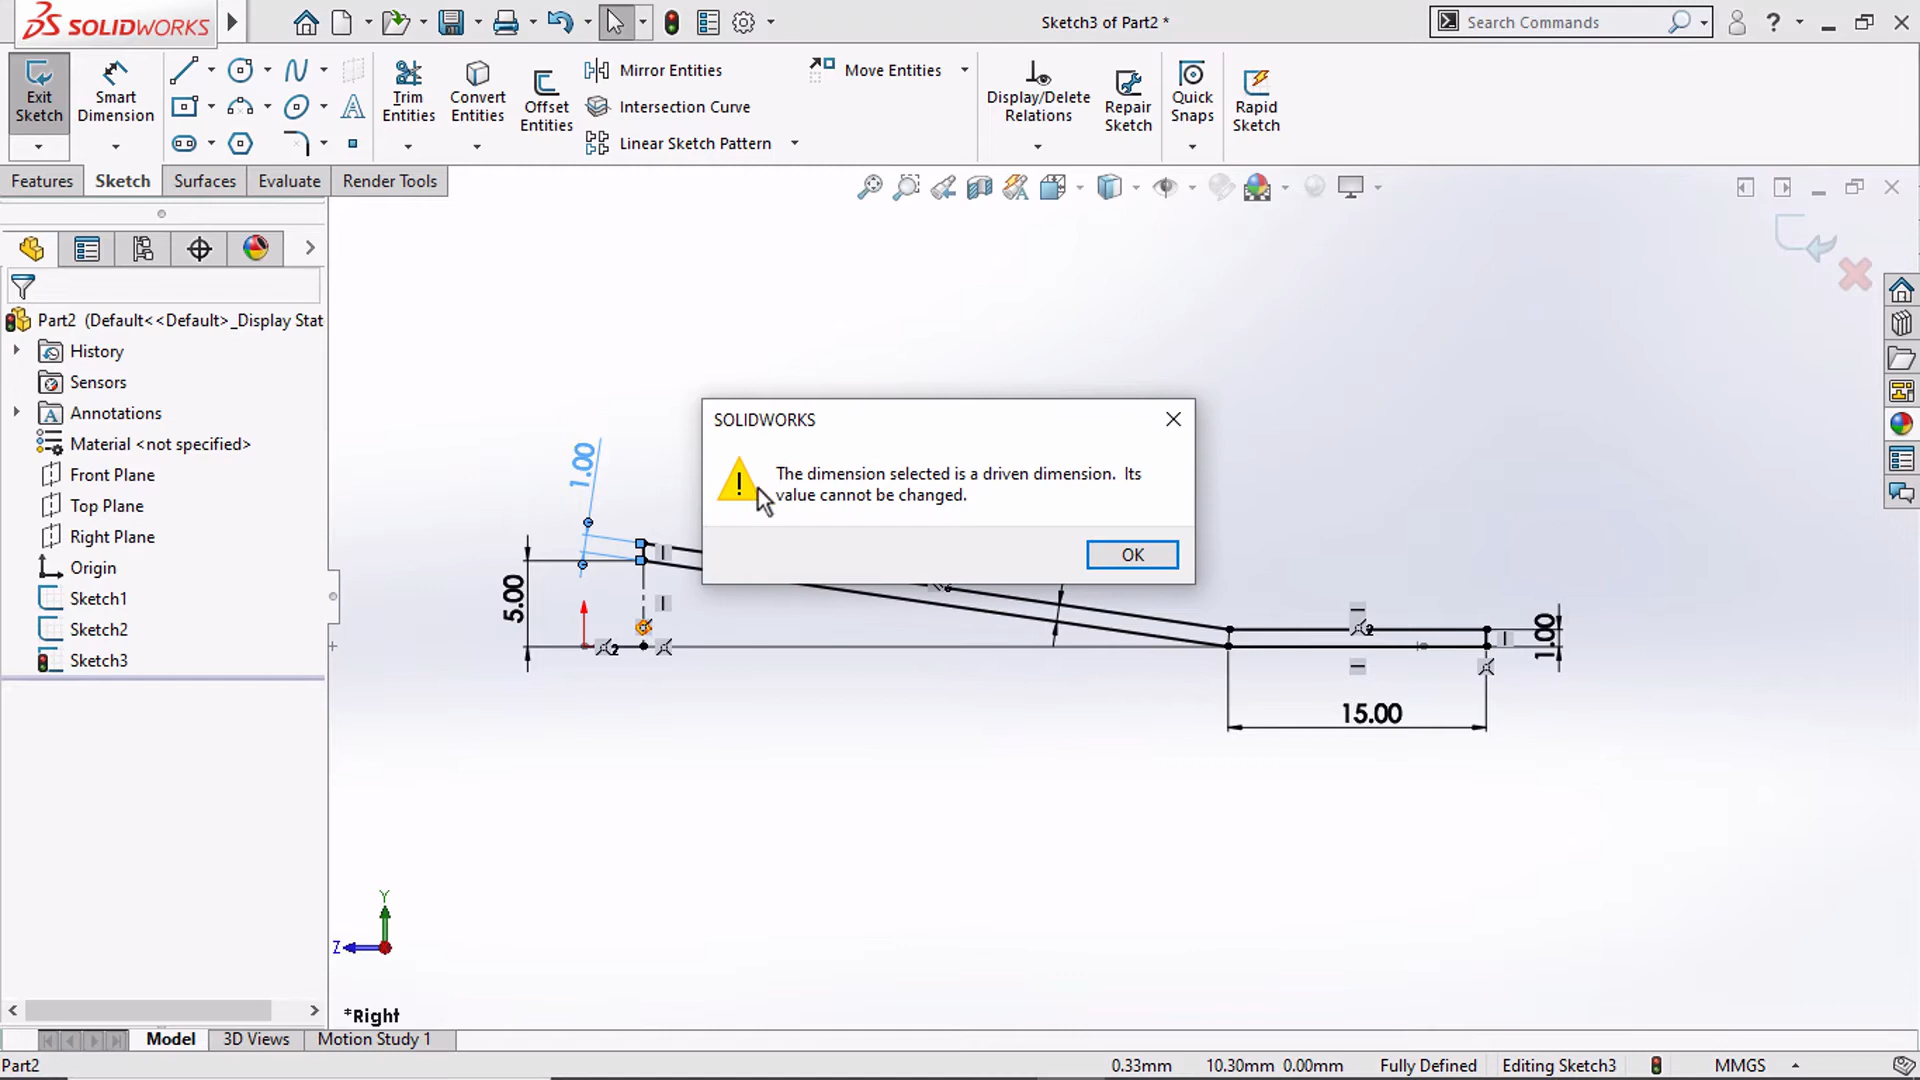 SOLIDWORKS
Sketch3 of Part2 *
Search Commands
Exit Sketch
Smart Dimension
Trim Entities
Convert Entities
Offset Entities
Mirror Entities
Intersection Curve
Linear Sketch Pattern
Move Entities
Display/Delete Relations
Repair Sketch
Quick Snaps
Rapid Sketch
Features
Sketch
Surfaces
Evaluate
Render Tools
Part2 (Default<<Default>_Display Stat
History
Sensors
Annotations
Material <not specified>
Front Plane
Top Plane
Right Plane
Origin
Sketch1
Sketch2
Sketch3
SOLIDWORKS
The dimension selected is a driven dimension. Its
value cannot be changed.
OK
1.00
5.00
1.00
15.00
Y
Z
*Right
Model
3D Views
Motion Study 1
Part2
0.33mm
10.30mm
0.00mm
Fully Defined
Editing Sketch3
MMGS